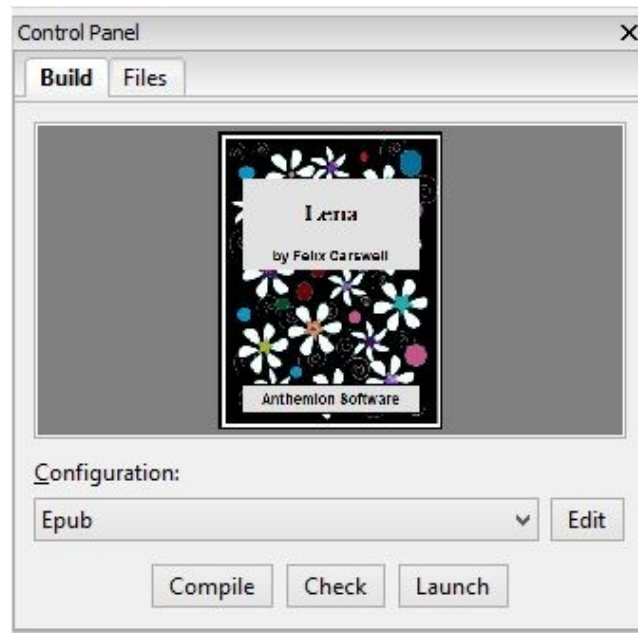 Control Panel
Build Files
Lena
by Felix Carswell
Anthemion Software
Configuration:
Epub Edit
Compile Check Launch